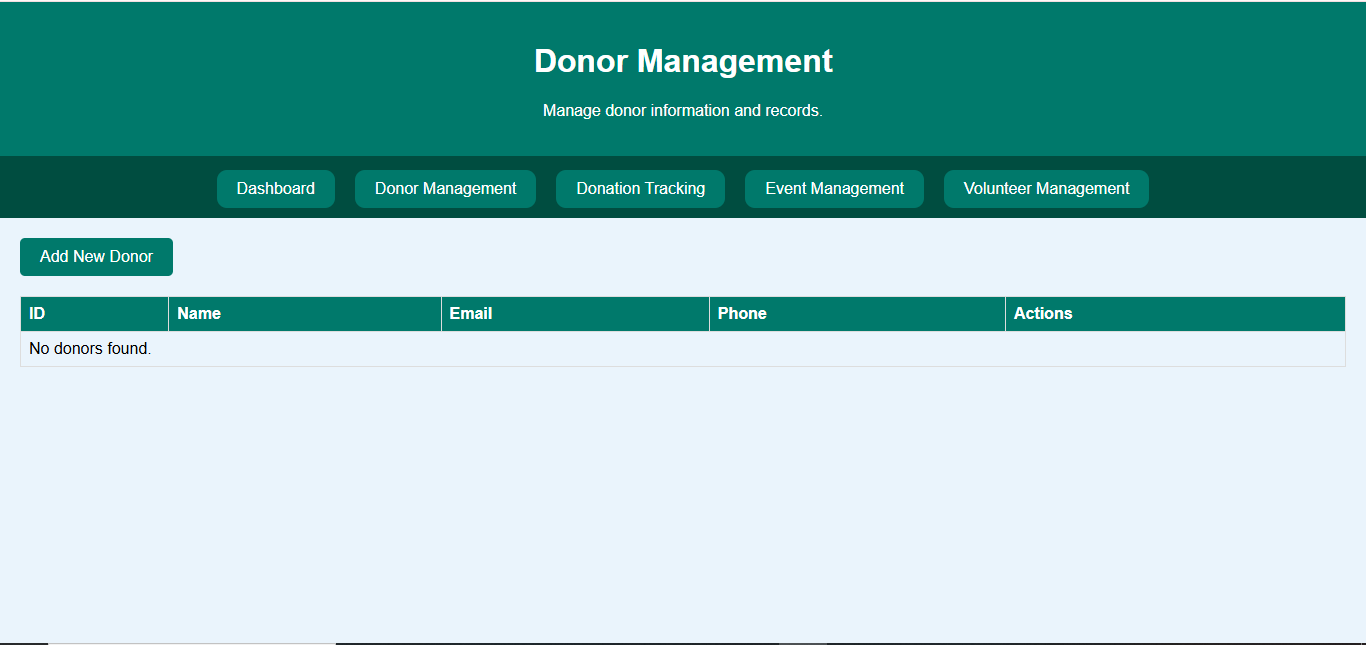 Donor Management
Manage donor information and records.
Dashboard Donor Management Donation Tracking Event Management Volunteer Management
Add New Donor
ID Name Email Phone Actions
No donors found.